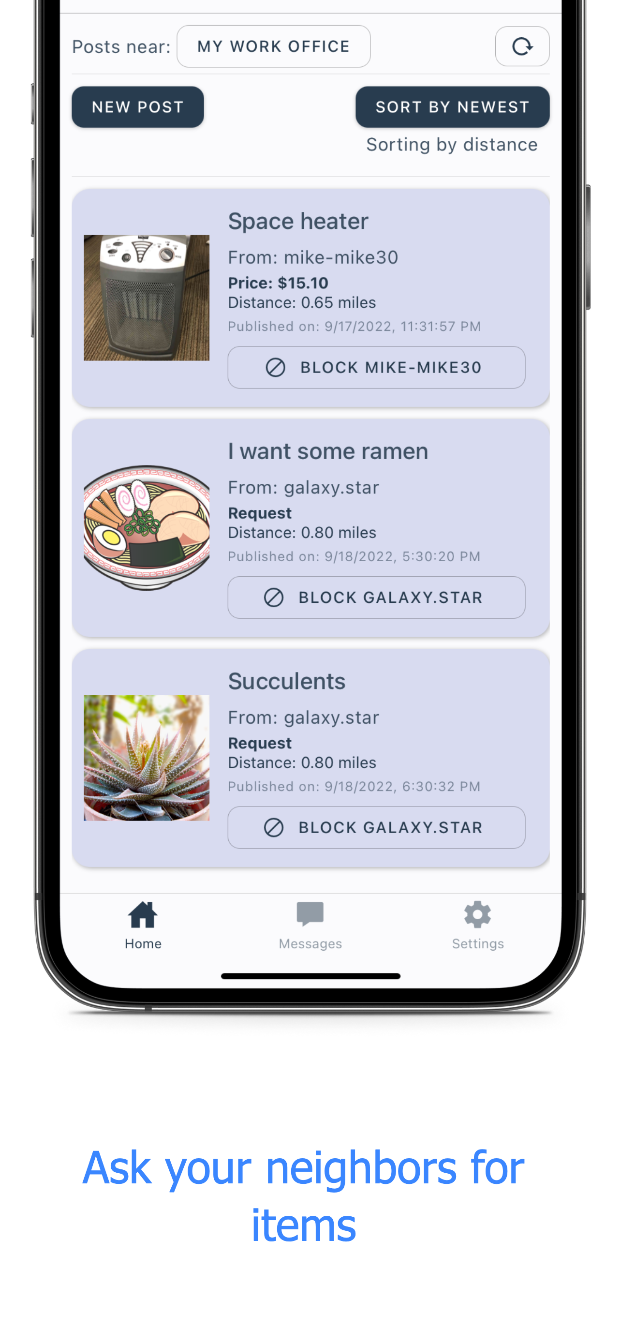 Posts near: MY WORK OFFICE
NEW POST
SORT BY NEWEST
Sorting by distance
Space heater
From: mike-mike30
Price: $15.10
Distance: 0.65 miles
Published on: 9/17/2022, 11:31:57 PM
BLOCK MIKE-MIKE30
I want some ramen
From: galaxy.star
Request
Distance: 0.80 miles
Published on: 9/18/2022, 5:30:20 PM
BLOCK GALAXY.STAR
Succulents
From: galaxy.star
Request
Distance: 0.80 miles
Published on: 9/18/2022, 6:30:32 PM
BLOCK GALAXY.STAR
Home
Messages
Settings
Ask your neighbors for
items